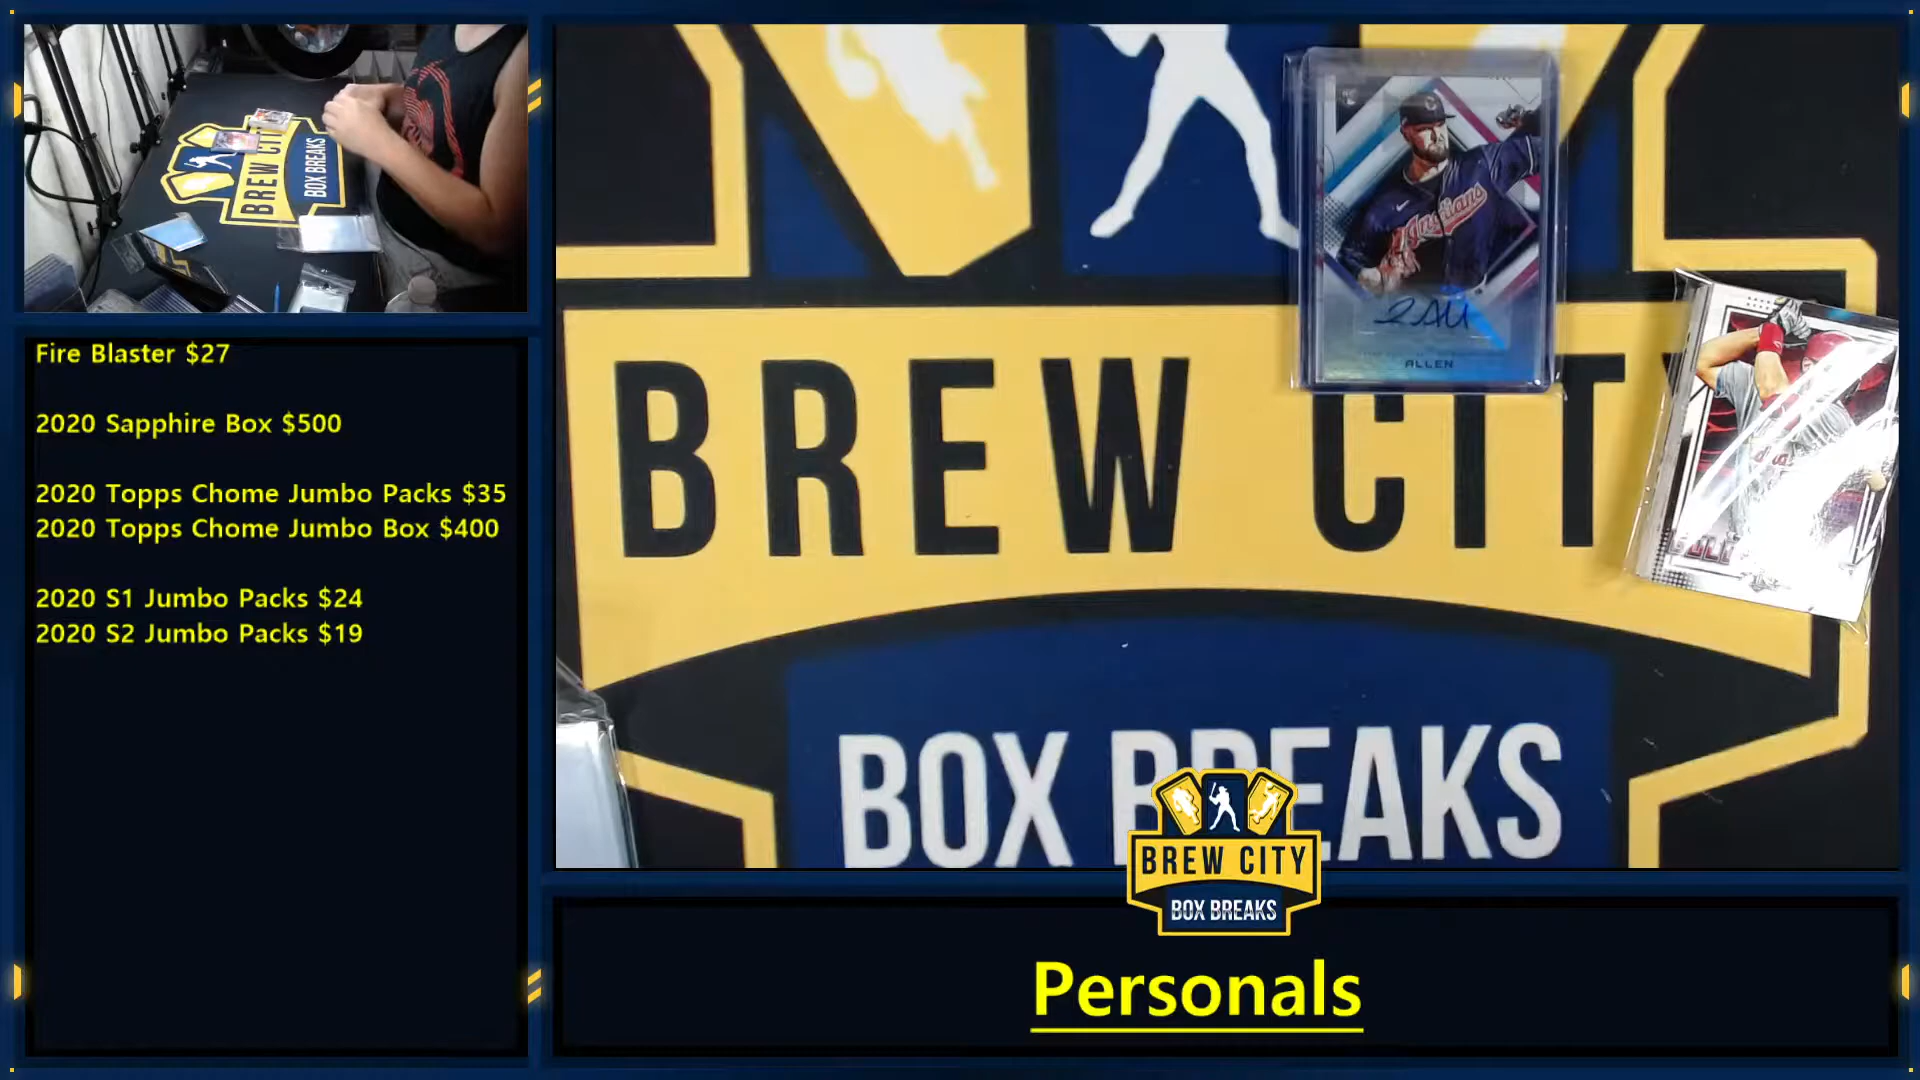 BREW CITY
BOX BREAKS
Fire Blaster $27
2020 Sapphire Box $500
2020 Topps Chome Jumbo Packs $35
2020 Topps Chome Jumbo Box $400
2020 S1 Jumbo Packs $24
2020 S2 Jumbo Packs $19
Indians
ALLEN
BREW CIT
BOX BREAKS
BREW CITY
BOX BREAKS
Personals